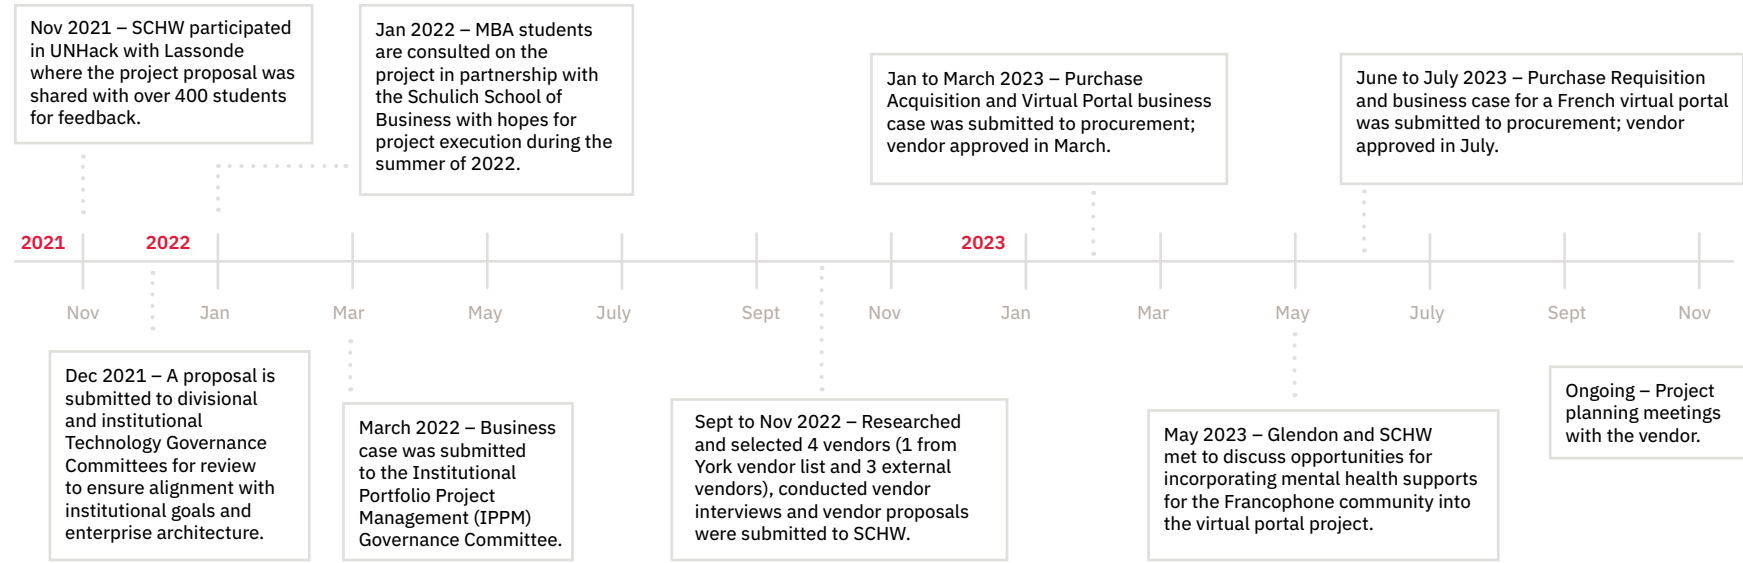 Nov 2021 – SCHW participated
in UNHack with Lassonde
where the project proposal was
shared with over 400 students
for feedback.
Jan 2022 – MBA students
are consulted on the
project in partnership with
the Schulich School of
Business with hopes for
project execution during the
summer of 2022.
Jan to March 2023 – Purchase
Acquisition and Virtual Portal business
case was submitted to procurement;
vendor approved in March.
June to July 2023 – Purchase Requisition
and business case for a French virtual portal
was submitted to procurement; vendor
approved in July.
2021 2022 2023
Nov Jan Mar May July Sept Nov Jan Mar May July Sept Nov
Dec 2021 – A proposal is
submitted to divisional
and institutional
Technology Governance
Committees for review
to ensure alignment with
institutional goals and
enterprise architecture.
March 2022 – Business
case was submitted
to the Institutional
Portfolio Project
Management (IPPM)
Governance Committee.
Sept to Nov 2022 – Researched
and selected 4 vendors (1 from
York vendor list and 3 external
vendors), conducted vendor
interviews and vendor proposals
were submitted to SCHW.
May 2023 – Glendon and SCHW
met to discuss opportunities for
incorporating mental health supports
for the Francophone community into
the virtual portal project.
Ongoing – Project
planning meetings
with the vendor.